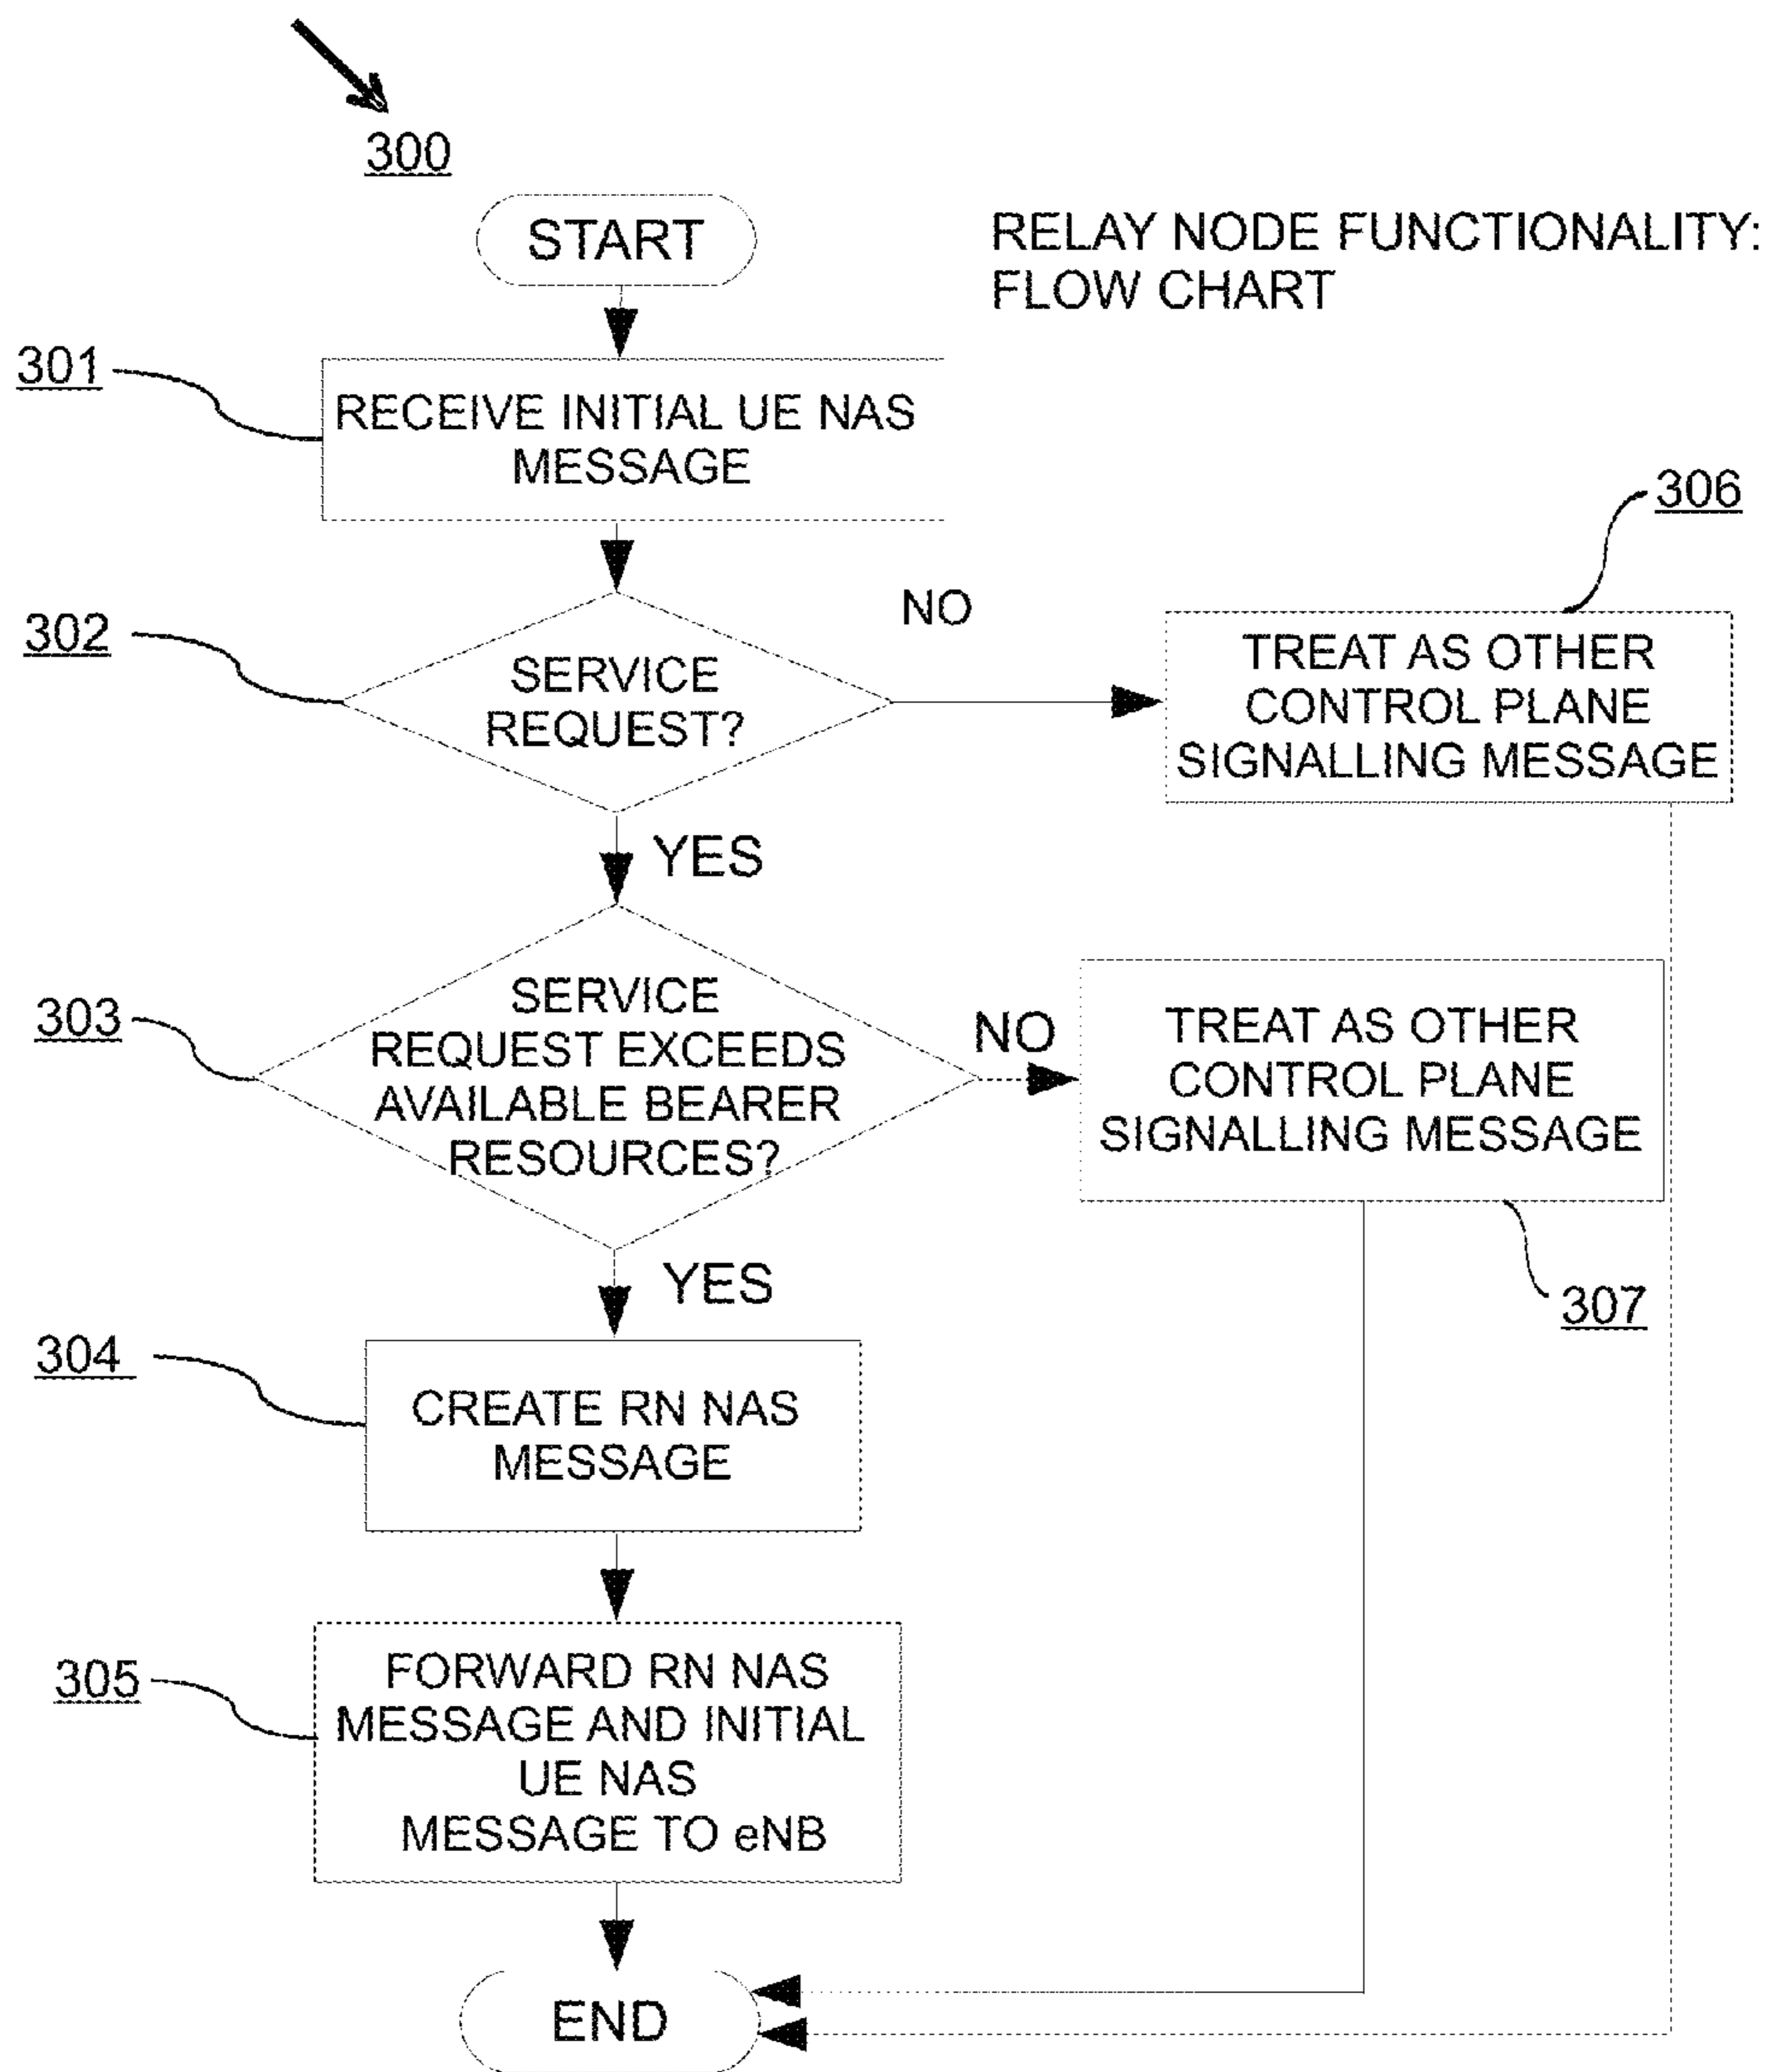 300
START
RELAY NODE FUNCTIONALITY:
FLOW CHART
301
RECEIVE INITIAL UE NAS
MESSAGE
302
SERVICE
REQUEST?
NO
306
TREAT AS OTHER
CONTROL PLANE
SIGNALLING MESSAGE
YES
303
SERVICE
REQUEST EXCEEDS
AVAILABLE BEARER
RESOURCES?
NO
TREAT AS OTHER
CONTROL PLANE
SIGNALLING MESSAGE
307
YES
304
CREATE RN NAS
MESSAGE
305
FORWARD RN NAS
MESSAGE AND INITIAL
UE NAS
MESSAGE TO eNB
END